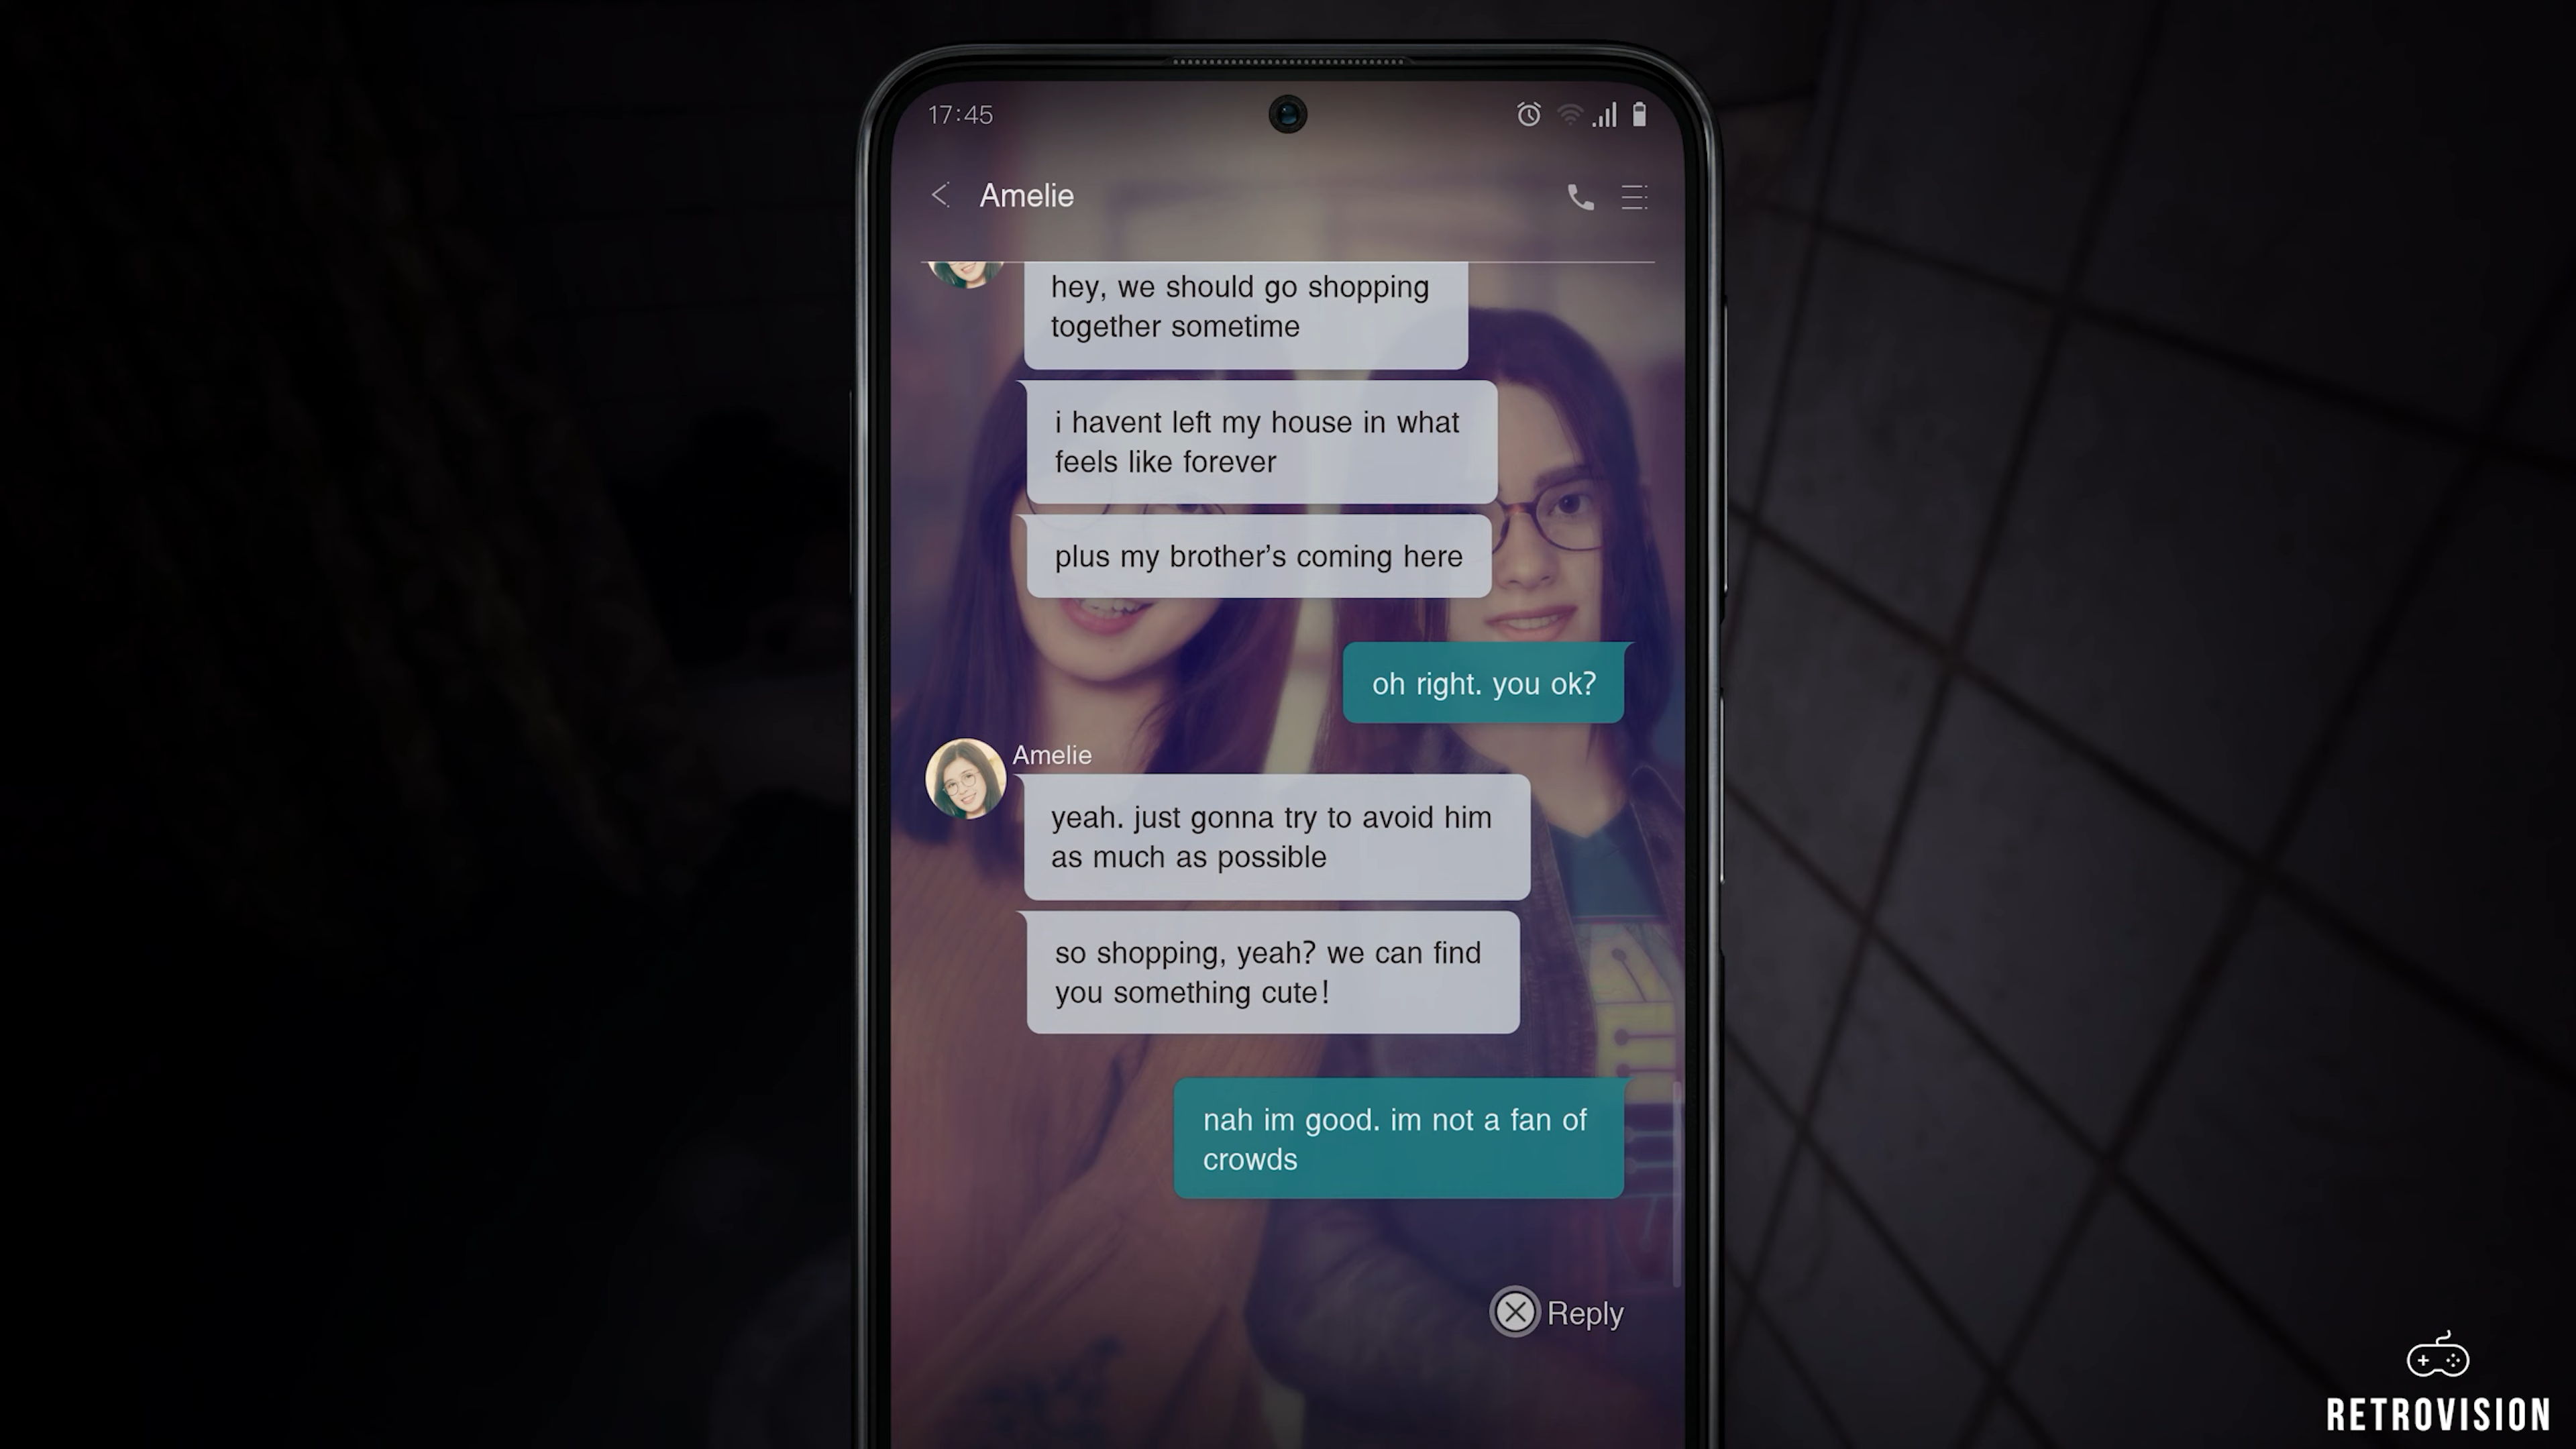 17:45
Amelie
hey, we should go shopping
together sometime
i havent left my house in what
feels like forever
plus my brother’s coming here
oh right. you ok?
Amelie
yeah. just gonna try to avoid him
as much as possible
so shopping, yeah? we can find
you something cute!
nah im good. im not a fan of
crowds
Reply
RETROVISION